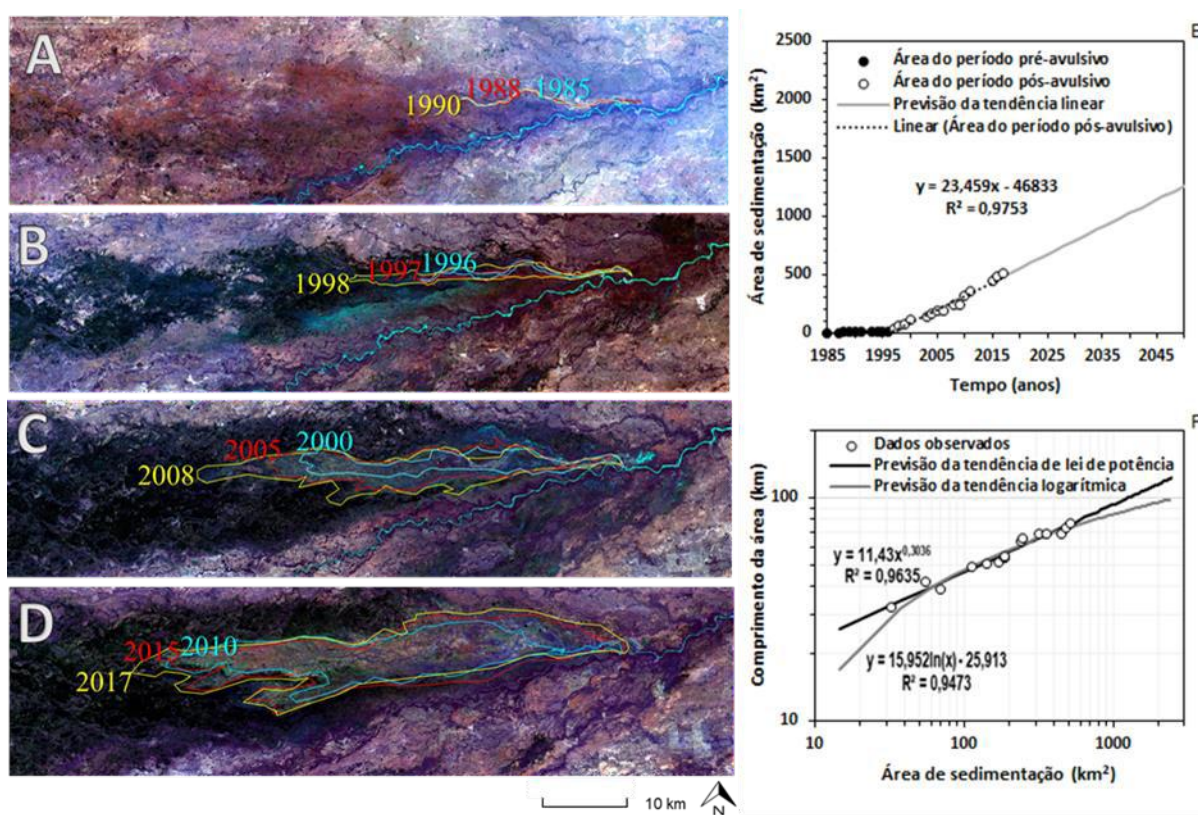 A
1988
1985
1990
B
1996
1997
1998
C
2005
2000
2008
D
2015
2010
2017
10 km
N
E
2500
2000
1500
1000
500
0
Área de sedimentação (km²)
Área do período pré-avulsivo
Área do período pós-avulsivo
Previsão da tendência linear
Linear (Área do período pós-avulsivo)
y = 23,459x - 46833
R² = 0,9753
1985 1995 2005 2015 2025 2035 2045
Tempo (anos)
F
Dados observados
Previsão da tendência de lei de potência
Previsão da tendência logarítmica
100
10
Comprimento da área (km)
y = 11,43x^0,3036
R² = 0,9635
y = 15,952ln(x) - 25,913
R² = 0,9473
10 100 1000
Área de sedimentação (km²)